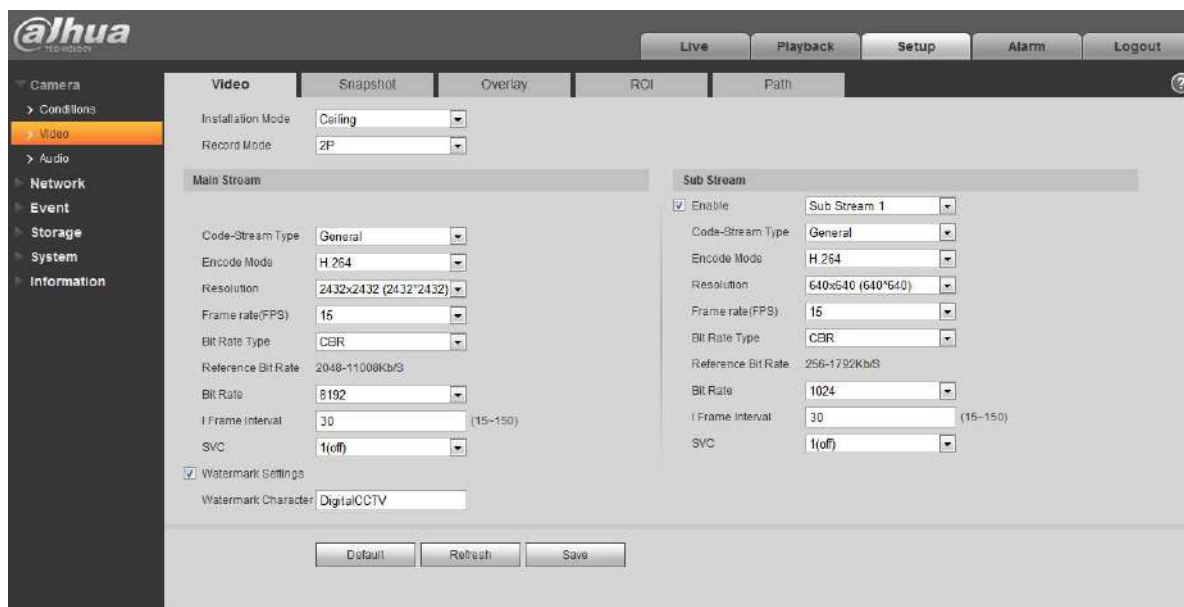 alhua
TECHNOLOGY
Live Playback Setup Alarm Logout
Camera
Conditions
Video
Audio
Network
Event
Storage
System
Information
Video Snapshot Overlay ROI Path
Installation Mode Ceiling
Record Mode 2P
Main Stream
Code-Stream Type General
Encode Mode H.264
Resolution 2432x2432 (2432*2432)
Frame rate(FPS) 15
Bit Rate Type CBR
Reference Bit Rate 2048-11008Kb/S
Bit Rate 8192
I Frame Interval 30 (15~150)
SVC 1(off)
Watermark Settings
Watermark Character DigitalCCTV
Sub Stream
Enable Sub Stream 1
Code-Stream Type General
Encode Mode H.264
Resolution 640x640 (640*640)
Frame rate(FPS) 15
Bit Rate Type CBR
Reference Bit Rate 256-1792Kb/S
Bit Rate 1024
I Frame Interval 30 (15~150)
SVC 1(off)
Default Refresh Save